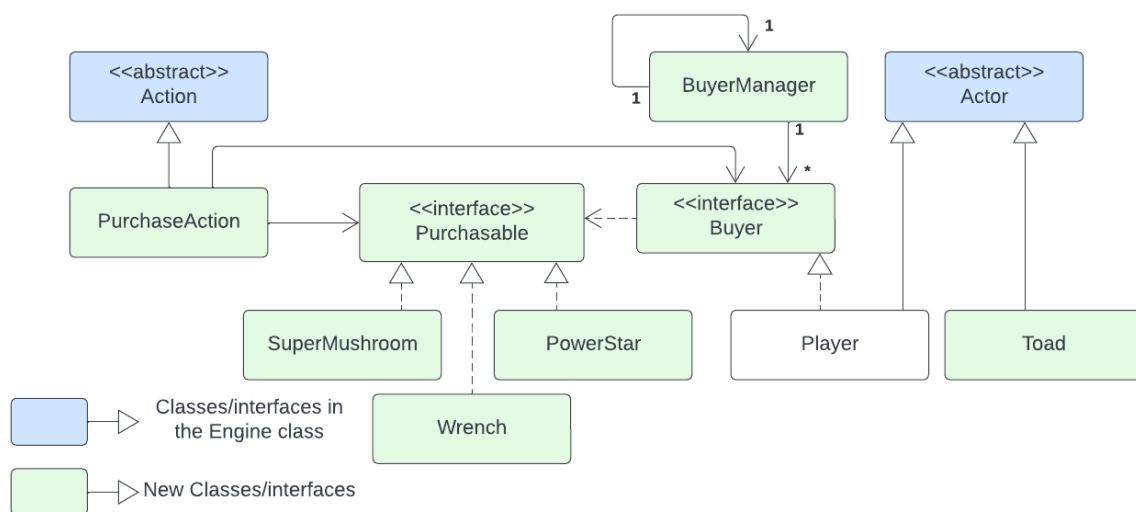 1
<<abstract>>
Action
BuyerManager
1
<<abstract>>
Actor
1
*
PurchaseAction
<<interface>>
Purchasable
<<interface>>
Buyer
SuperMushroom
PowerStar
Player
Toad
Wrench
Classes/interfaces in
the Engine class
New Classes/interfaces